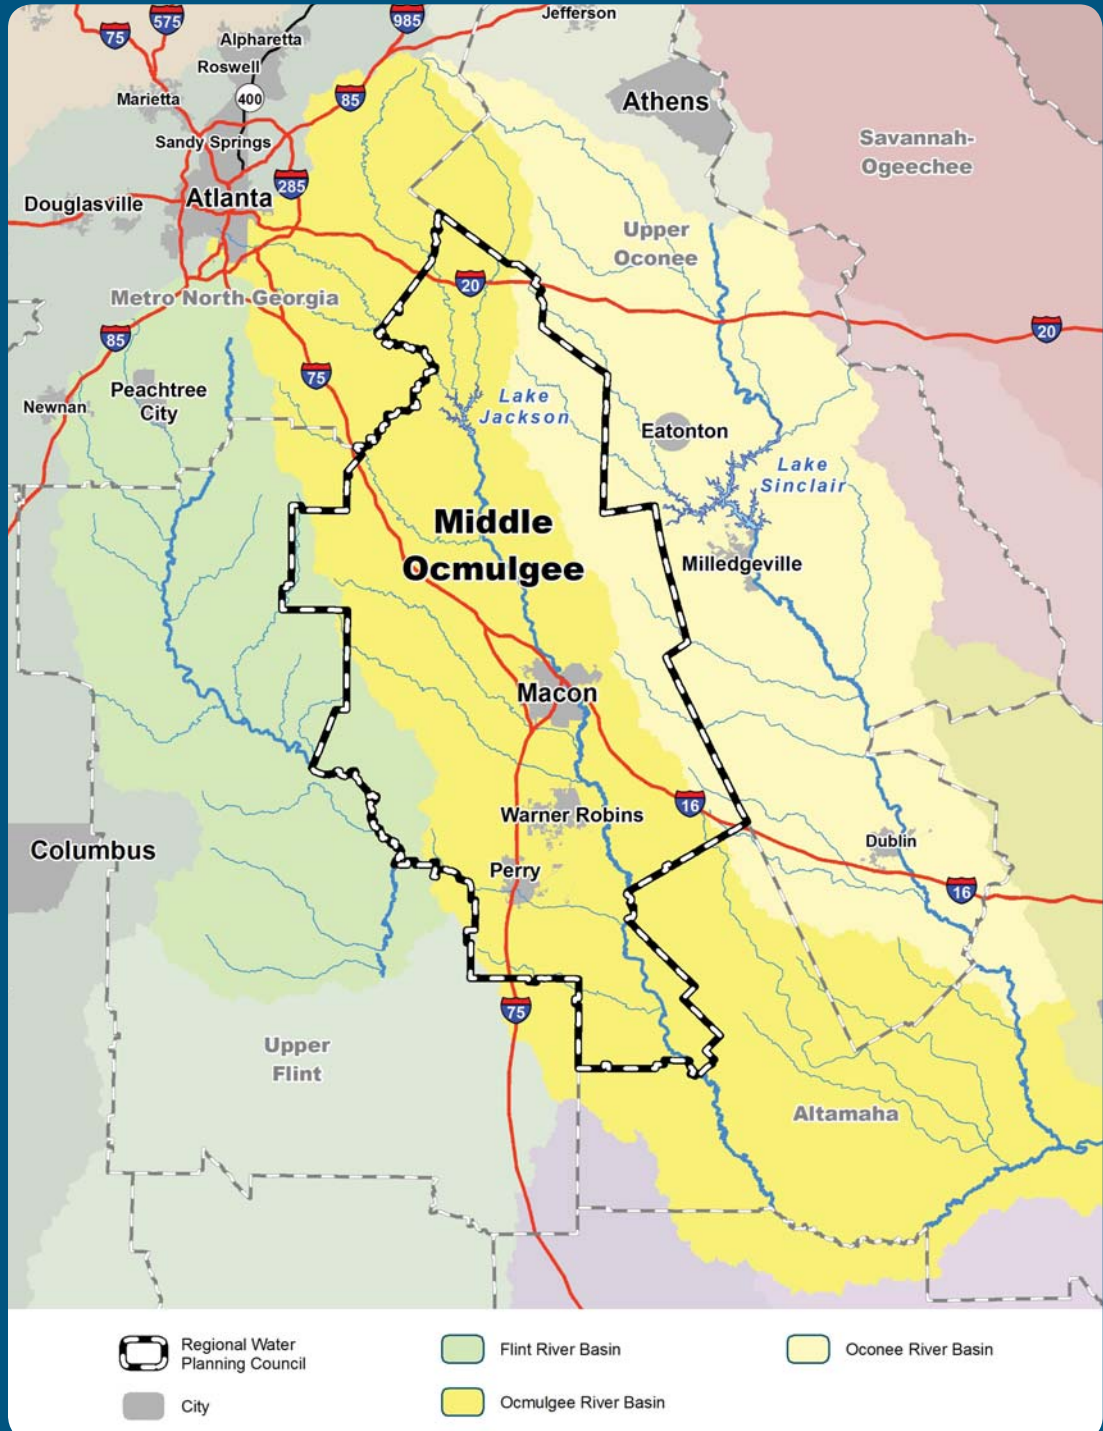 575
985
Jefferson
75
Alpharetta
Roswell
Marietta
400
85
Athens
Sandy Springs
Savannah-
Ogeechee
285
Douglasville
Atlanta
Upper
Oconee
20
Metro North Georgia
20
85
75
Peachtree
City
Newnan
Lake
Jackson
Eatonton
Lake
Sinclair
Middle
Ocmulgee
Milledgeville
Macon
16
Warner Robins
Columbus
Dublin
Perry
16
75
Upper
Flint
Altamaha
Regional Water
Planning Council
Flint River Basin
Oconee River Basin
City
Ocmulgee River Basin